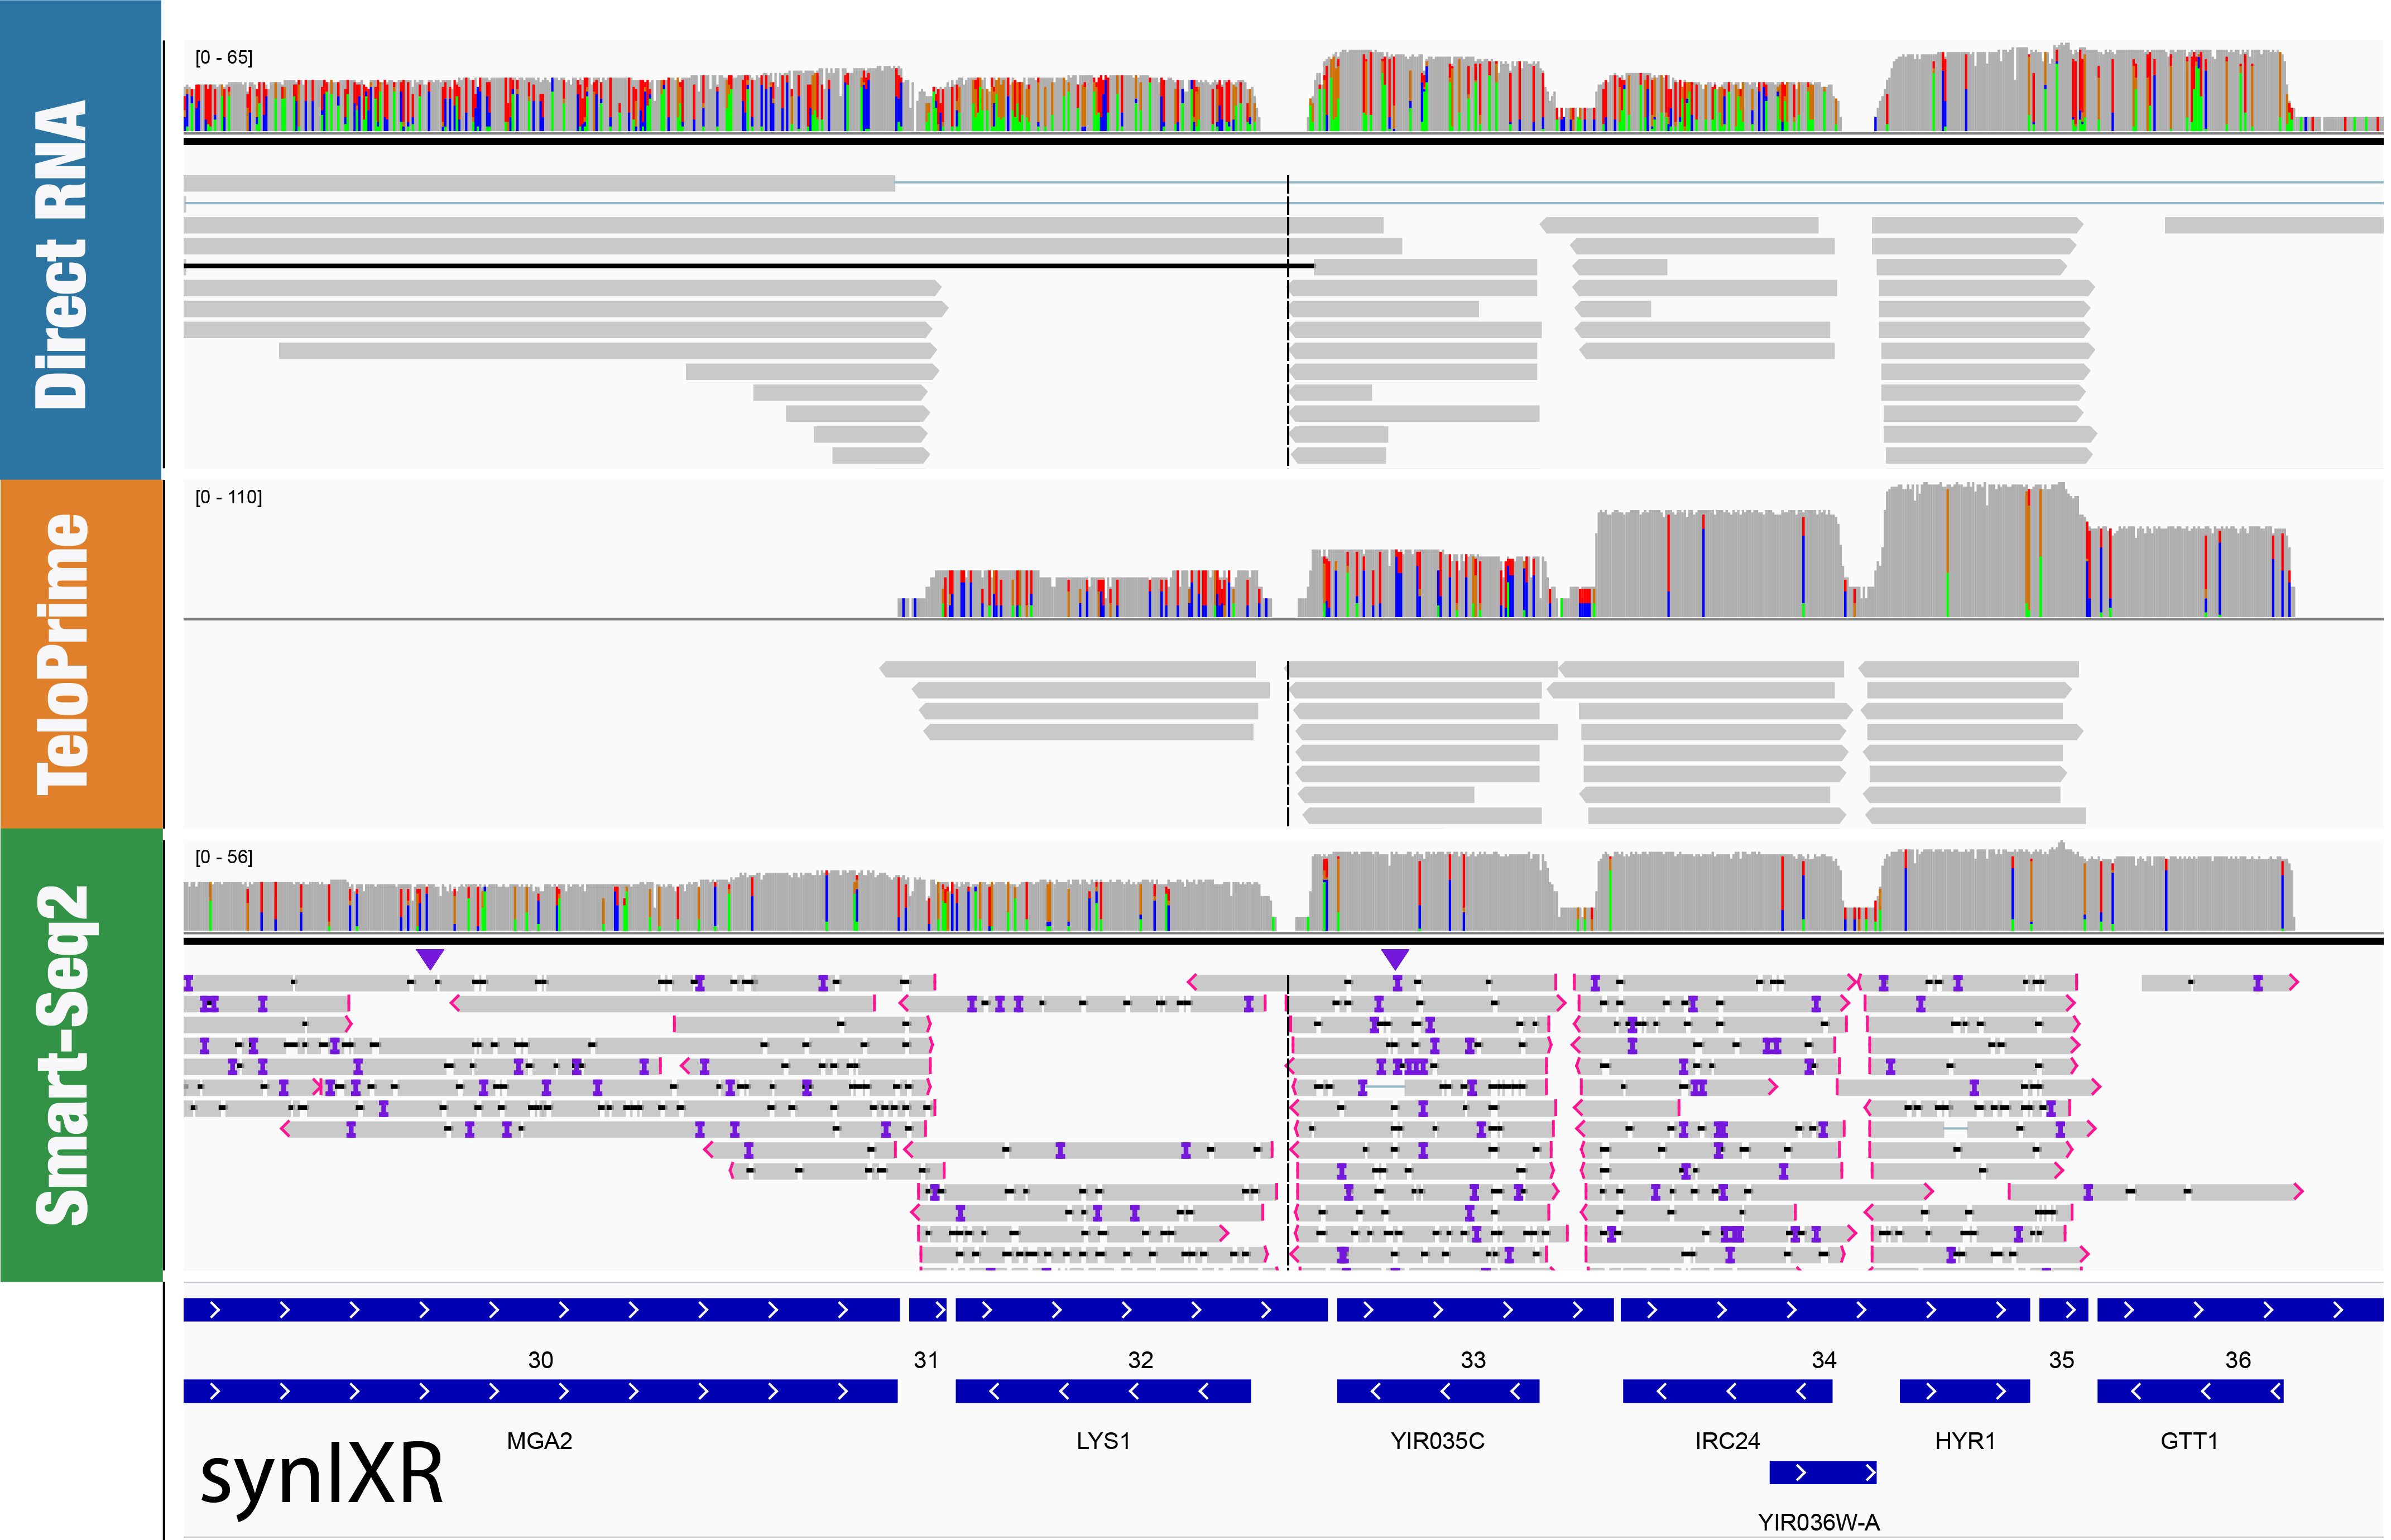 Direct RNA
[0 - 65]
TeloPrime
[0 - 110]
Smart-Seq2
[0 - 56]
30 31 32 33 34 35 36
MGA2 LYS1 YIR035C IRC24 HYR1 GTT1
synIXR
YIR036W-A